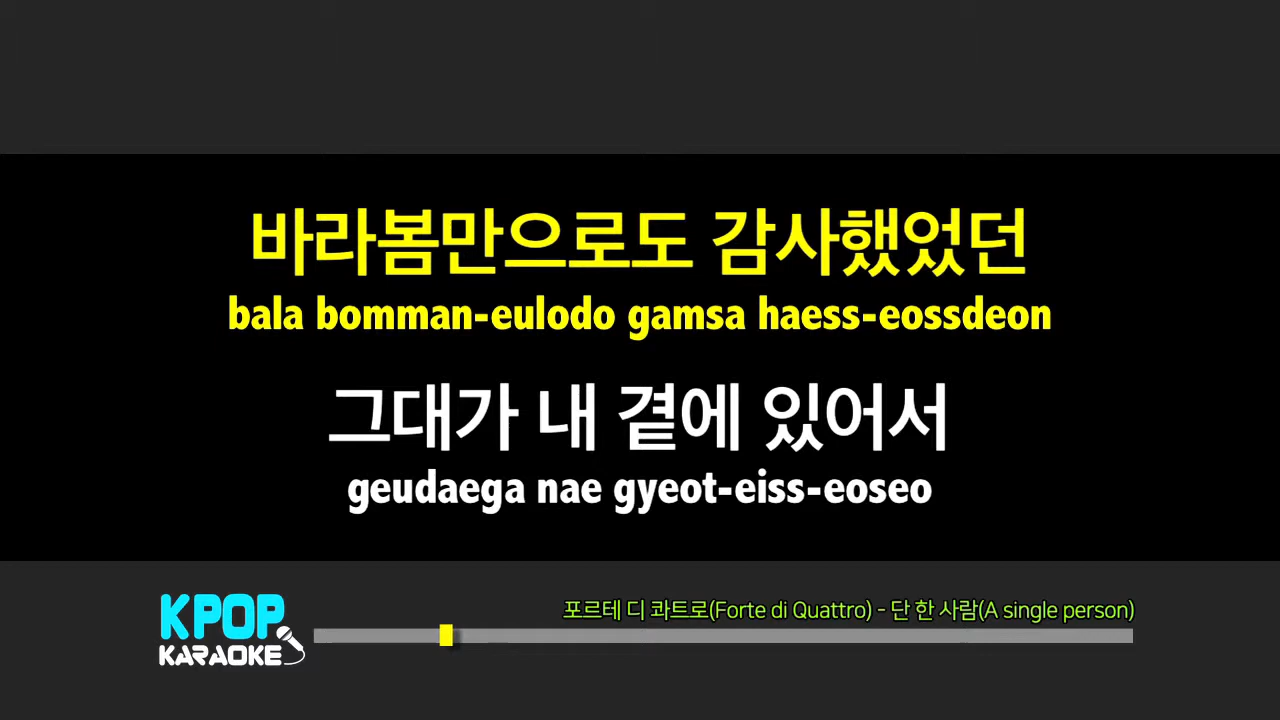 바라봄만으로도 감사했었던
bala bomman-eulodo gamsa haess-eossdeon
그대가 내 곁에 있어서
geudaega nae gyeot-eiss-eoseo
포르테 디 콰트로(Forte di Quattro) - 단 한 사람(A single person)
KPOP
KARAOKE